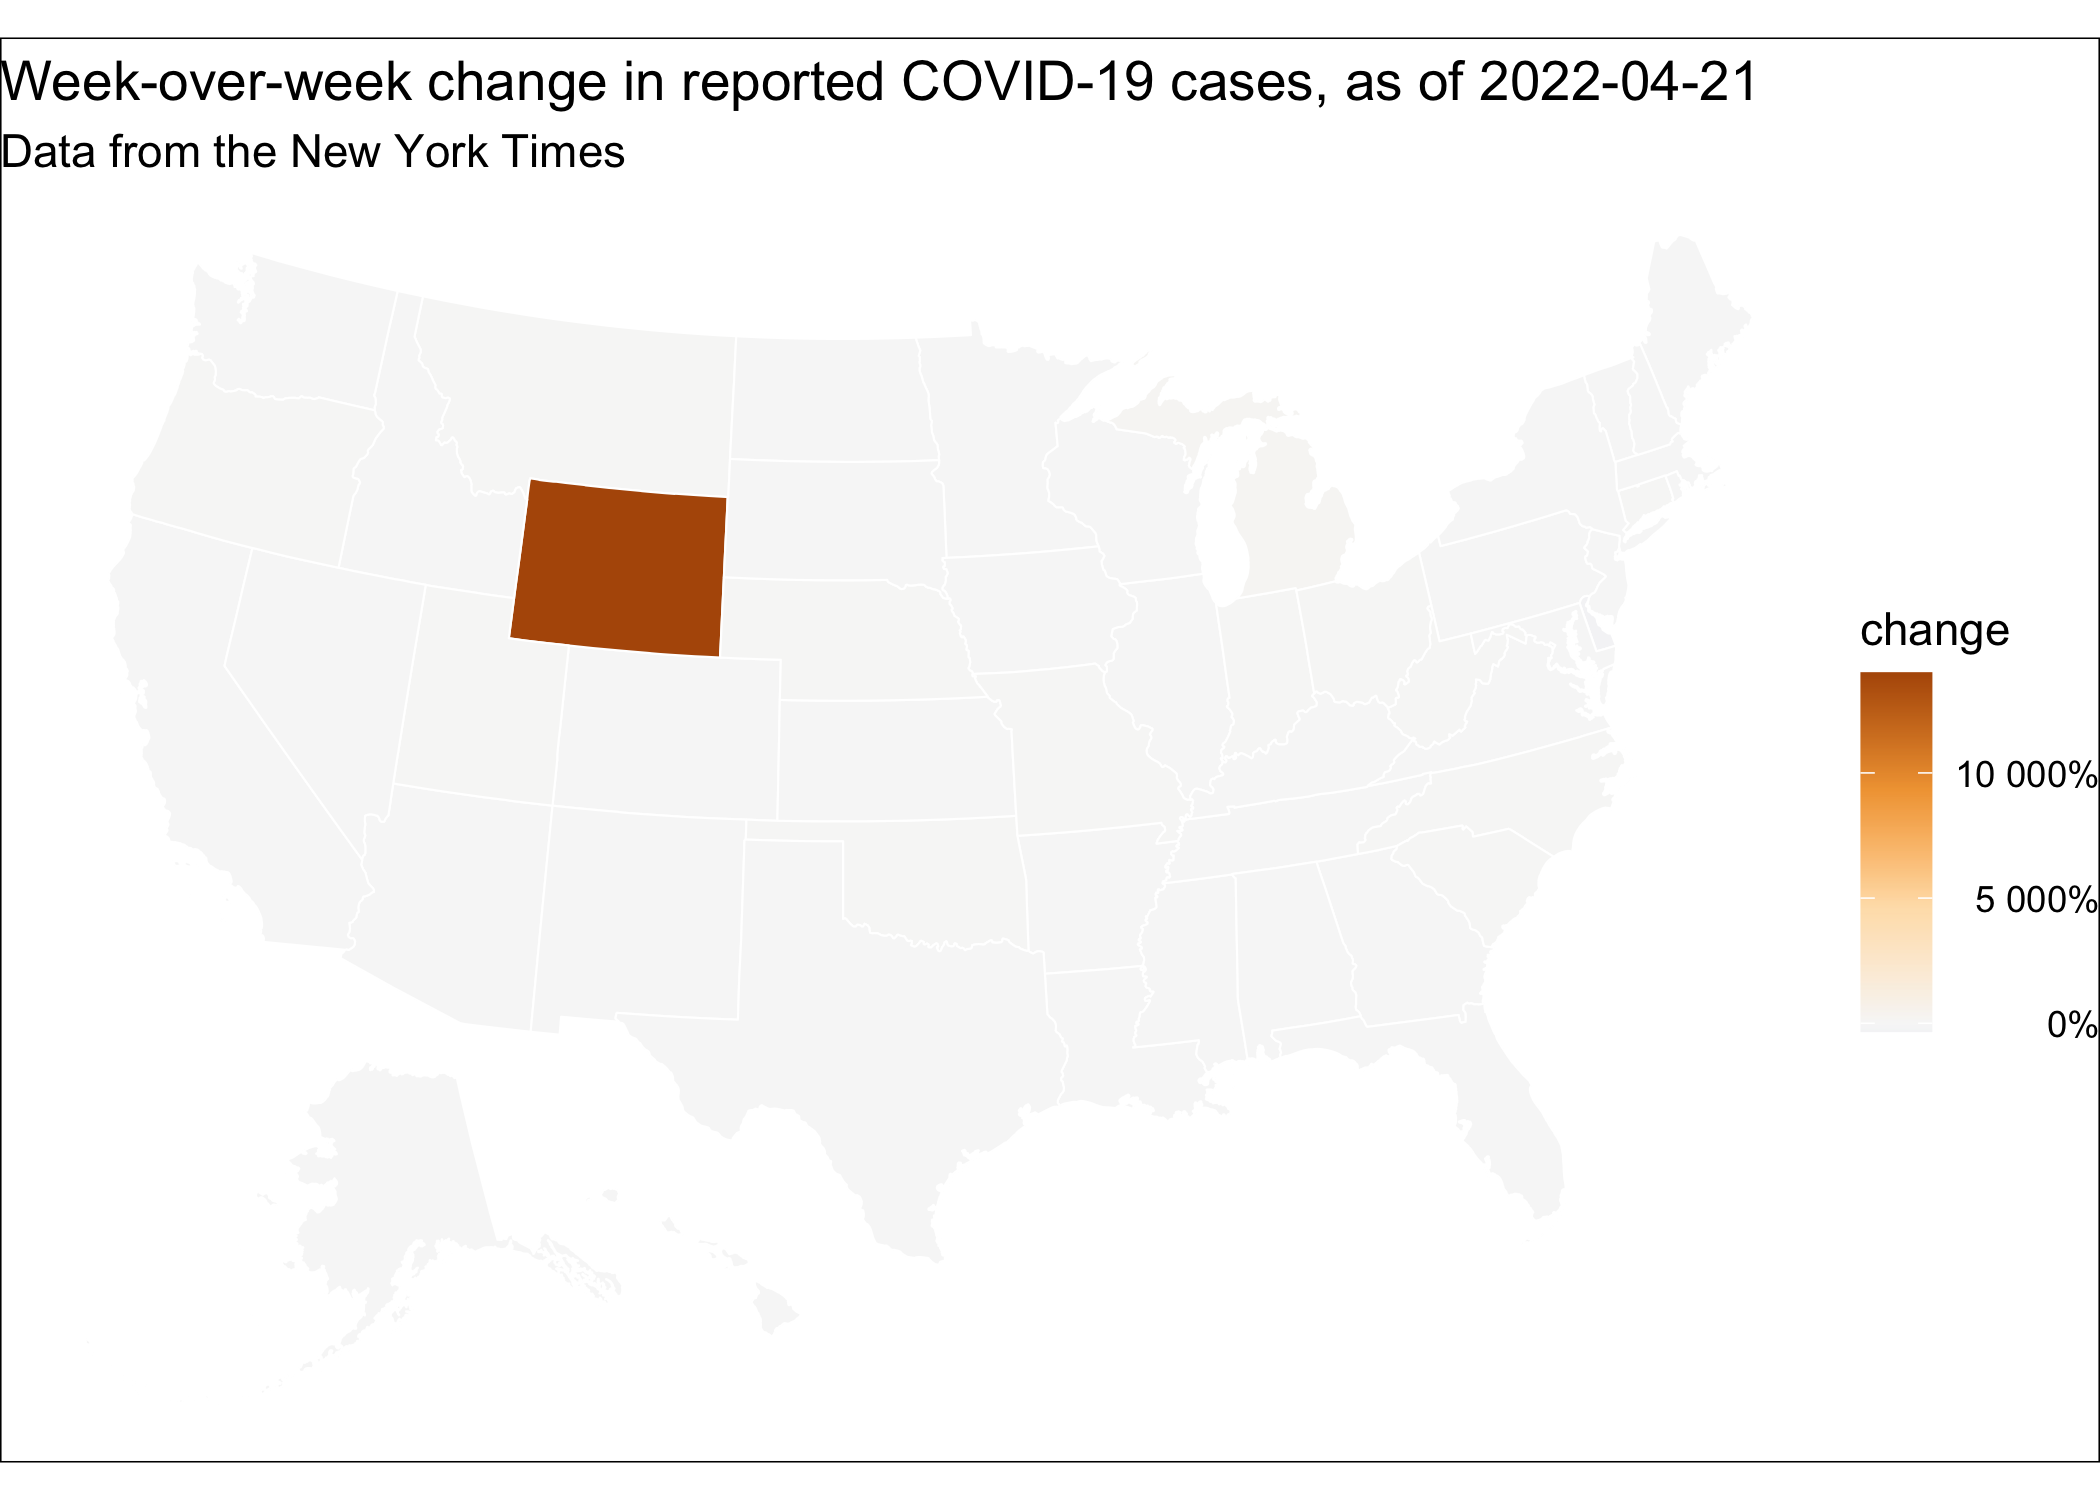 Week-over-week change in reported COVID-19 cases, as of 2022-04-21
Data from the New York Times
change
10 000%
5 000%
0%